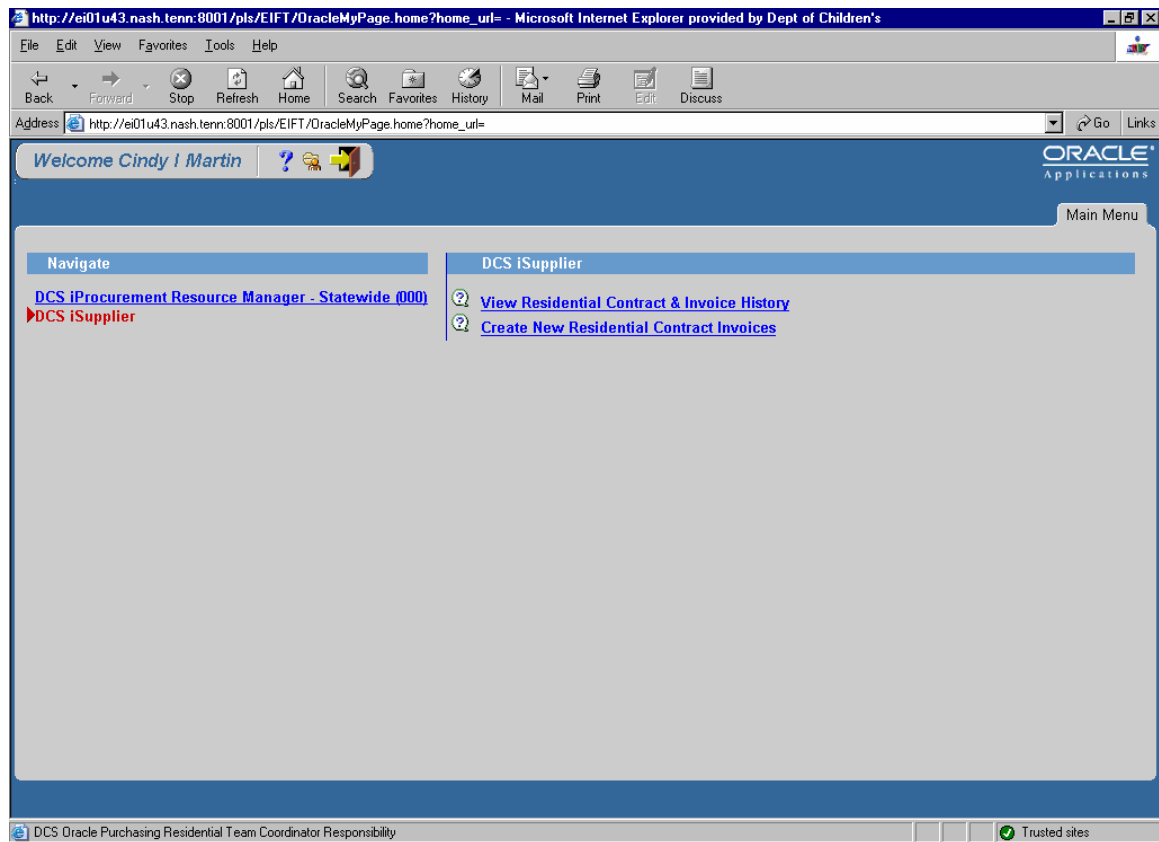 http://ei01u43.nash.tenn:8001/pls/EIFT/OracleMyPage.home?home_url= - Microsoft Internet Explorer provided by Dept of Children's
File Edit View Favorites Tools Help
Back Forward Stop Refresh Home Search Favorites History Mail Print Edit Discuss
Address http://ei01u43.nash.tenn:8001/pls/EIFT/OracleMyPage.home?home_url= Go Links
Welcome Cindy I Martin ORACLE
Applications
Main Menu
Navigate DCS iSupplier
DCS iProcurement Resource Manager - Statewide (000) View Residential Contract & Invoice History
DCS iSupplier Create New Residential Contract Invoices
DCS Oracle Purchasing Residential Team Coordinator Responsibility Trusted sites